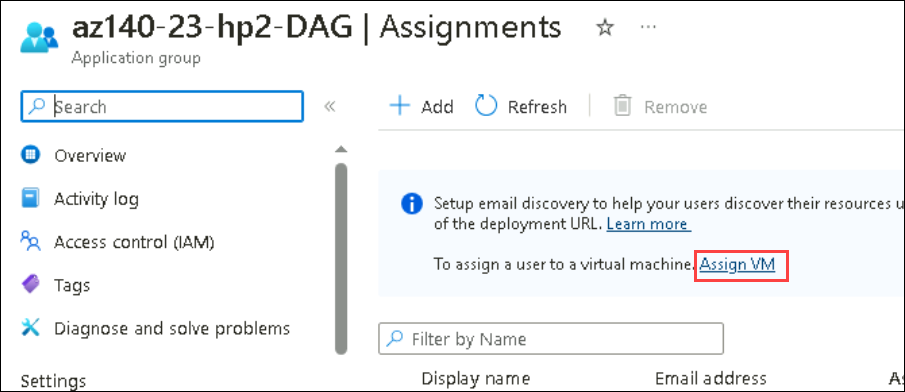 az140-23-hp2-DAG | Assignments
Application group
Search
Overview
Activity log
Access control (IAM)
Tags
Diagnose and solve problems
Settings
Add Refresh Remove
Setup email discovery to help your users discover their resources u
of the deployment URL. Learn more
To assign a user to a virtual machine. Assign VM
Filter by Name
Display name Email address As